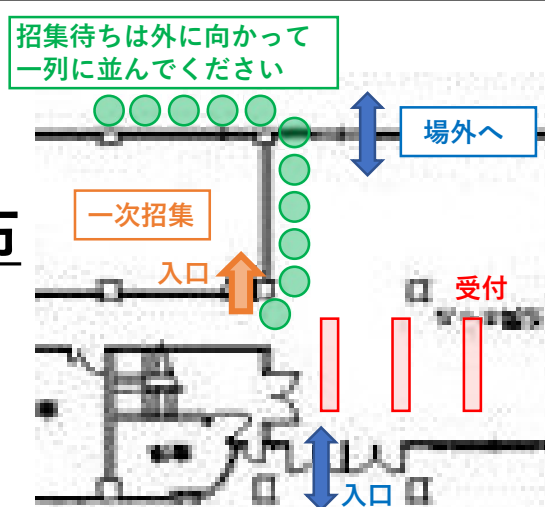 招集待ちは外に向かって
一列に並んでください
場外へ
一次招集
入口
受付
入口